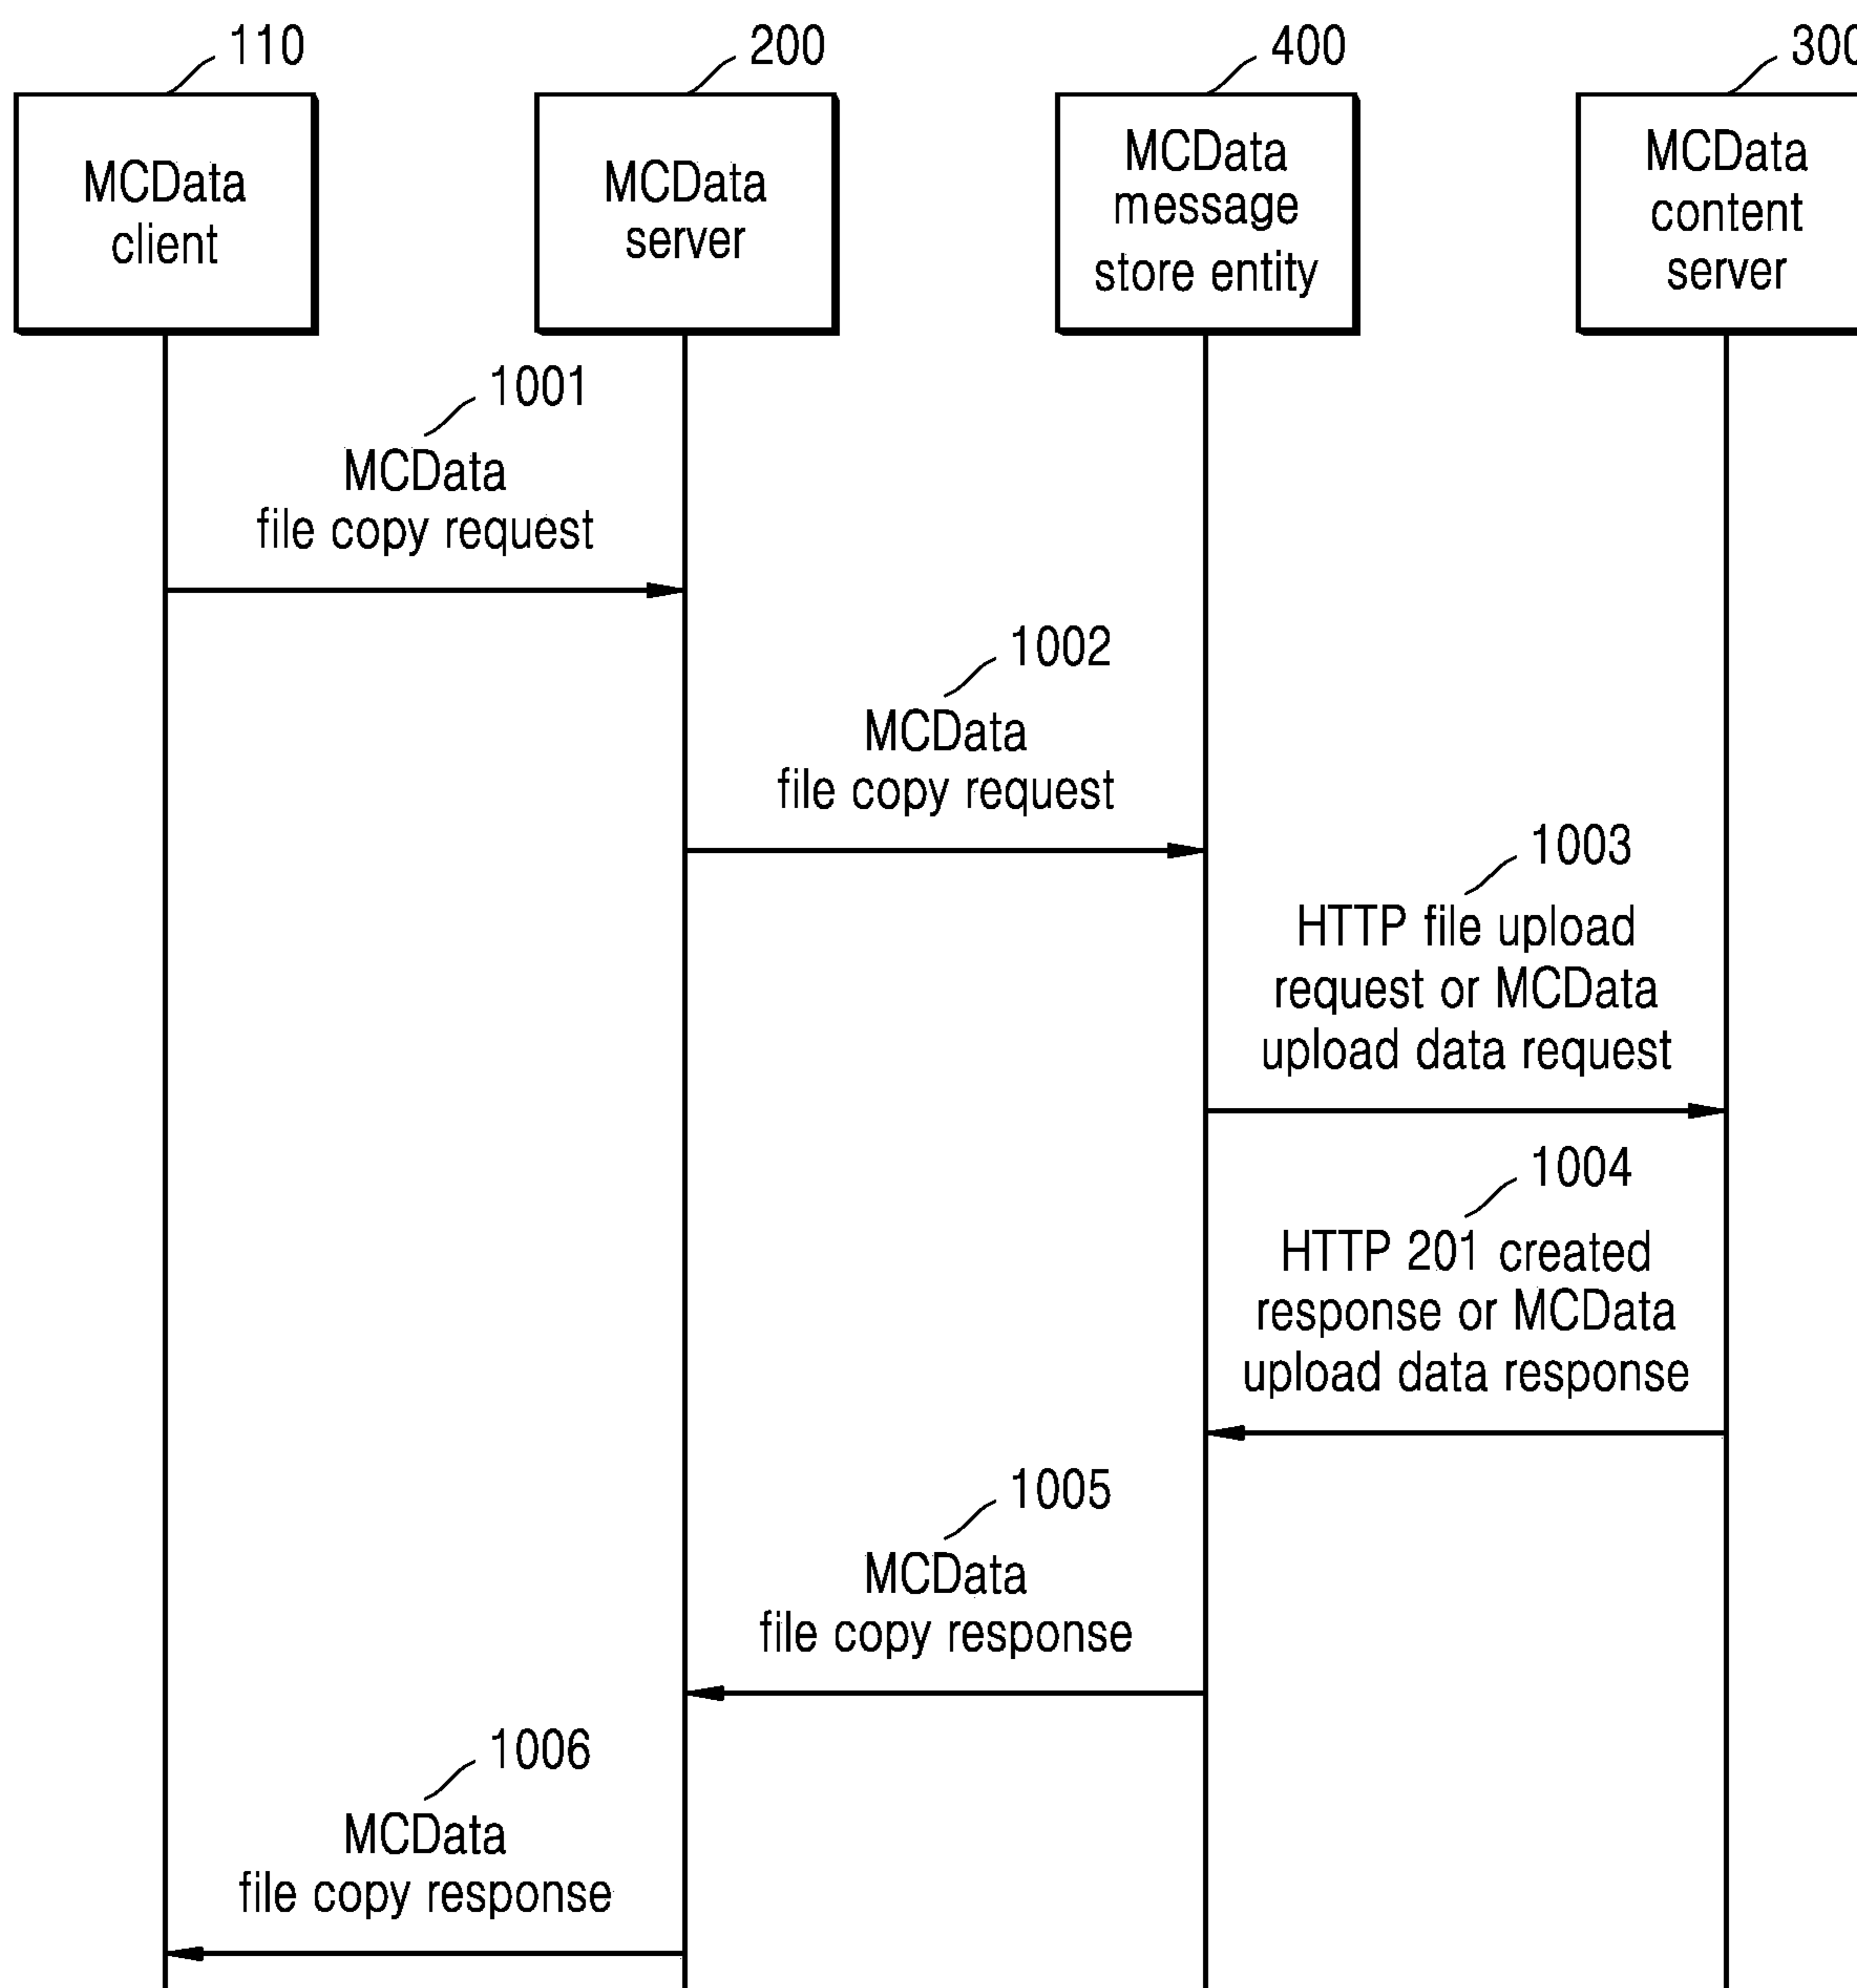 110
200
400
300
MCData
client
MCData
server
MCData
message
store entity
MCData
content
server
1001
MCData
file copy request
1002
MCData
file copy request
1003
HTTP file upload
request or MCData
upload data request
1004
HTTP 201 created
response or MCData
upload data response
1005
MCData
file copy response
1006
MCData
file copy response